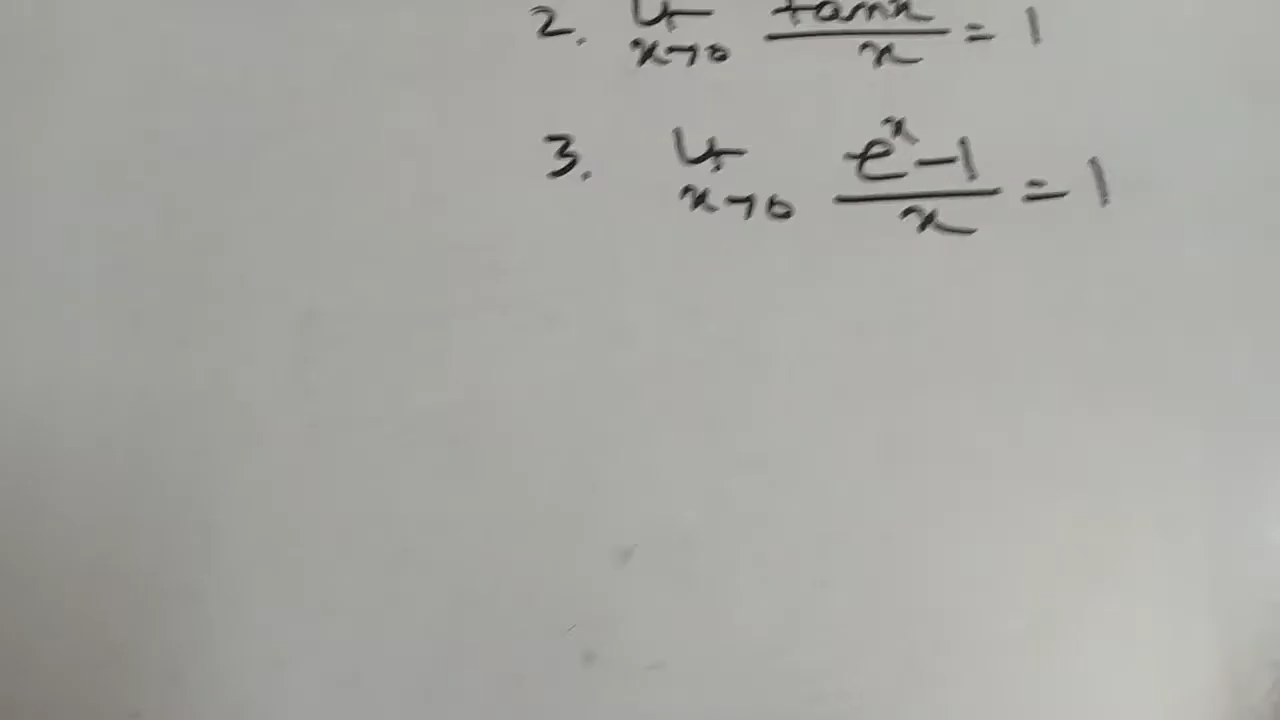 2. Lt x→0 tanx/x = 1
3. Lt x→0 e^x-1/x = 1